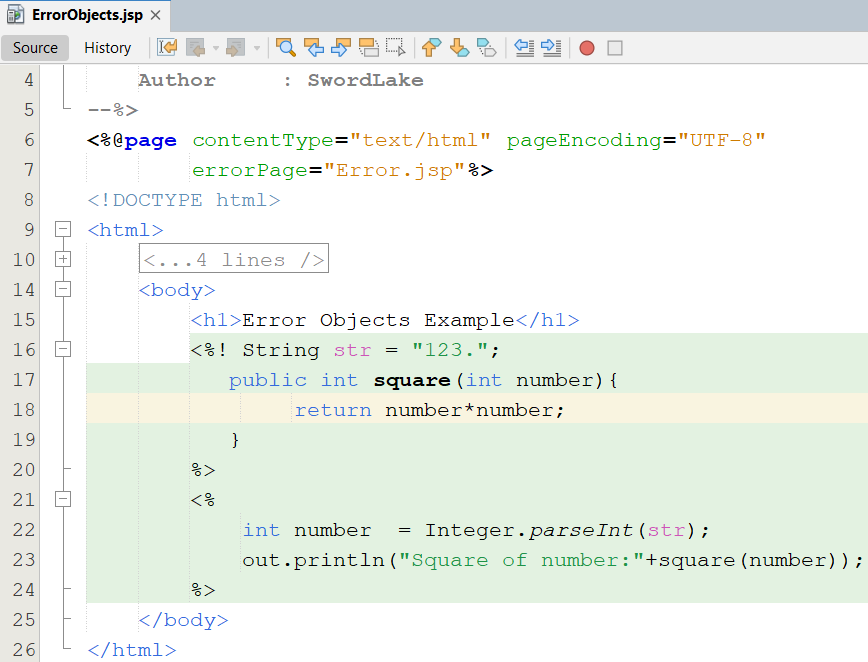 ErrorObjects.jsp
Source History
4 Author : SwordLake
5 --%>
6 <%@page contentType="text/html" pageEncoding="UTF-8"
7 errorPage="Error.jsp"%>
8 <!DOCTYPE html>
9 <html>
10 <...4 lines />
14 <body>
15 <h1>Error Objects Example</h1>
16 <%! String str = "123.";
17 public int square(int number){
18 return number*number;
19 }
20 %>
21 <%
22 int number = Integer.parseInt(str);
23 out.println("Square of number:"+square(number));
24 %>
25 </body>
26 </html>